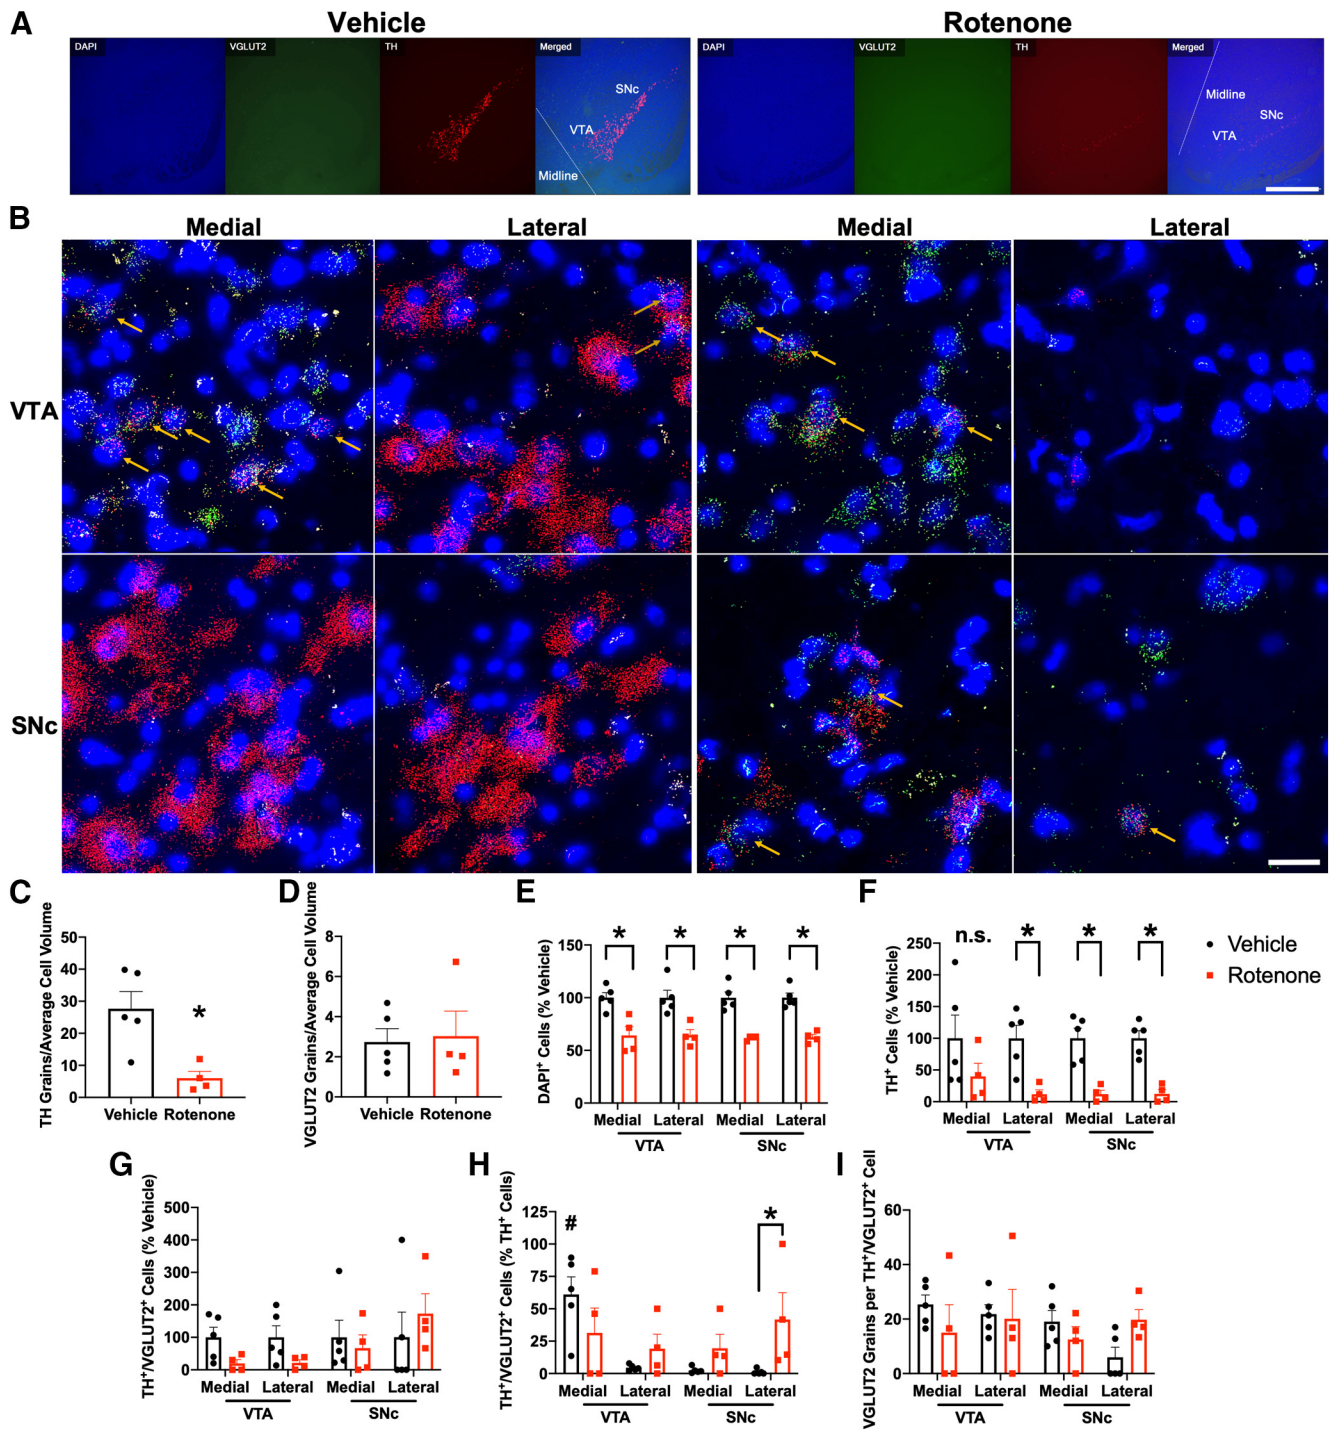 A
Vehicle
Rotenone
DAPI
VGLUT2
TH
Merged
SNc
VTA
Midline
DAPI
VGLUT2
TH
Merged
Midline
SNc
VTA
B
Medial
Lateral
Medial
Lateral
VTA
SNc
C
TH Grains/Average Cell Volume
50
40
30
20
10
0
*
Vehicle
Rotenone
D
VGLUT2 Grains/Average Cell Volume
8
6
4
2
0
Vehicle
Rotenone
E
DAPI⁺ Cells (% Vehicle)
150
100
50
0
* * * *
Medial Lateral Medial Lateral
VTA SNc
F
TH⁺ Cells (% Vehicle)
250
200
150
100
50
0
n.s. * * *
Medial Lateral Medial Lateral
VTA SNc
Vehicle
Rotenone
G
TH⁺/VGLUT2⁺ Cells (% Vehicle)
500
400
300
200
100
0
Medial Lateral Medial Lateral
VTA SNc
H
TH⁺/VGLUT2⁺ Cells (% TH⁺ Cells)
125
100
75
50
25
0
# *
Medial Lateral Medial Lateral
VTA SNc
I
VGLUT2 Grains per TH⁺/VGLUT2⁺ Cell
60
40
20
0
Medial Lateral Medial Lateral
VTA SNc